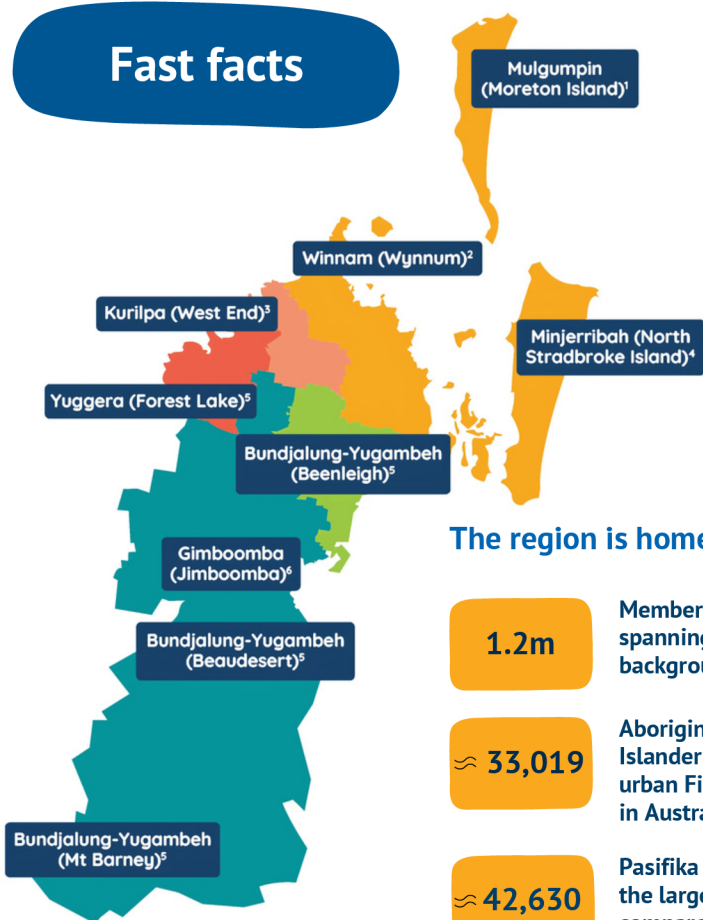 Fast facts
Mulgumpin
(Moreton Island)¹
Winnam (Wynnum)²
Kurilpa (West End)³
Minjerribah (North
Stradbroke Island)⁴
Yuggera (Forest Lake)⁵
Bundjalung-Yugambeh
(Beenleigh)⁵
Gimboomba
(Jimboomba)⁶
Bundjalung-Yugambeh
(Beaudesert)⁵
Bundjalung-Yugambeh
(Mt Barney)⁵
The region is home
1.2m
Member
spanning
backgrou
≈ 33,019
Aborigin
Islander
urban Fi
in Austra
≈ 42,630
Pasifika
the large